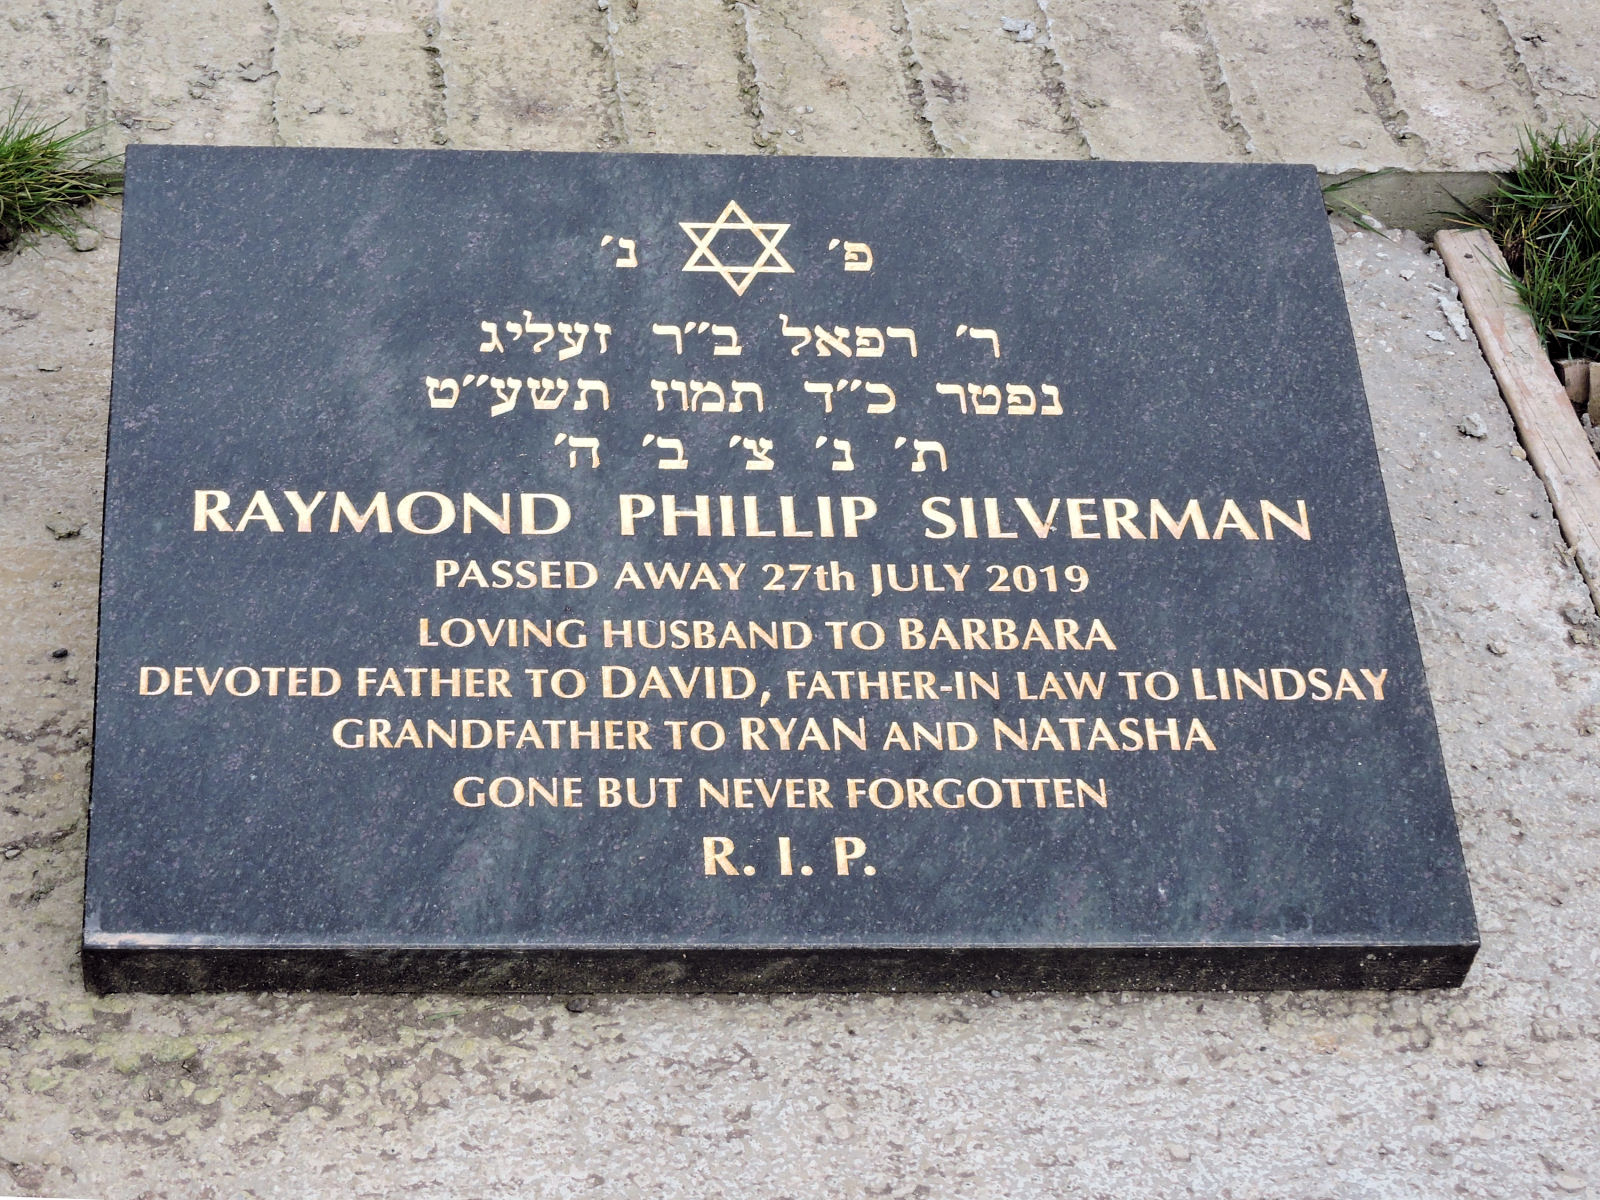 פ׳ נ׳
ר׳ רפאל ב״ר זעליג
נפטר כ״ד תמוז תשע״ט
ת׳ נ׳ צ׳ ב׳ ה׳
RAYMOND PHILLIP SILVERMAN
PASSED AWAY 27th JULY 2019
LOVING HUSBAND TO BARBARA
DEVOTED FATHER TO DAVID, FATHER-IN LAW TO LINDSAY
GRANDFATHER TO RYAN AND NATASHA
GONE BUT NEVER FORGOTTEN
R. I. P.